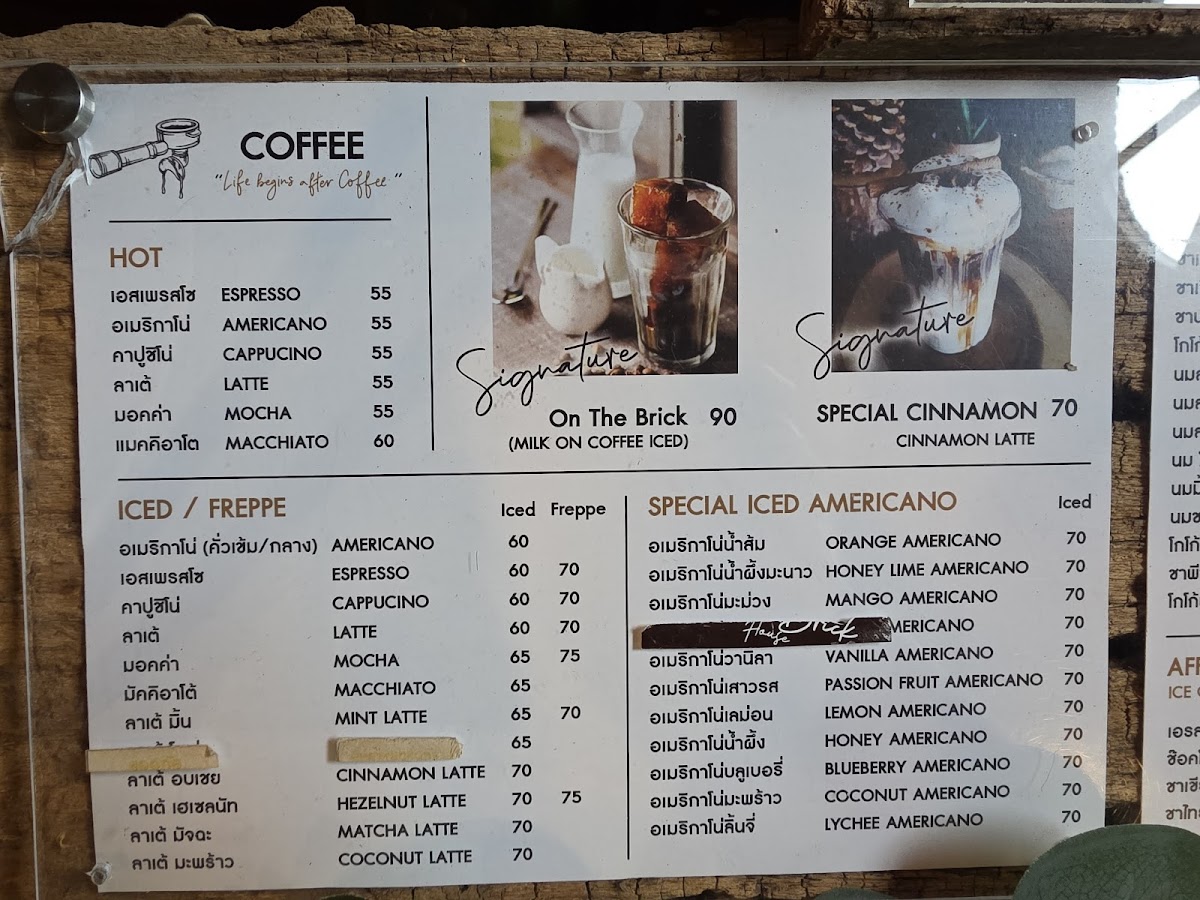 COFFEE
"Life begins after Coffee"
HOT
เอสเพรสโซ ESPRESSO 55
อเมริกาโน่ AMERICANO 55
คาปูชิโน่ CAPPUCINO 55
ลาเต้ LATTE 55
มอคค่า MOCHA 55
แมคคิอาโต MACCHIATO 60
Signature
On The Brick 90
(MILK ON COFFEE ICED)
Signature
SPECIAL CINNAMON 70
CINNAMON LATTE
ICED / FREPPE Iced Freppe
อเมริกาโน่ (คั่วเข้ม/กลาง) AMERICANO 60
เอสเพรสโซ ESPRESSO 60 70
คาปูชิโน่ CAPPUCINO 60 70
ลาเต้ LATTE 60 70
มอคค่า MOCHA 65 75
มัคคิอาโต้ MACCHIATO 65
ลาเต้ มิ้น MINT LATTE 65 70
65
ลาเต้ อบเชย CINNAMON LATTE 70
ลาเต้ เฮเซลนัท HEZELNUT LATTE 70 75
ลาเต้ มัจฉะ MATCHA LATTE 70
ลาเต้ มะพร้าว COCONUT LATTE 70
SPECIAL ICED AMERICANO Iced
อเมริกาโน่น้ำส้ม ORANGE AMERICANO 70
อเมริกาโน่น้ำผึ้งมะนาว HONEY LIME AMERICANO 70
อเมริกาโน่มะม่วง MANGO AMERICANO 70
House Brick MERICANO 70
อเมริกาโน่วานิลา VANILLA AMERICANO 70
อเมริกาโน่เสาวรส PASSION FRUIT AMERICANO 70
อเมริกาโน่เลม่อน LEMON AMERICANO 70
อเมริกาโน่น้ำผึ้ง HONEY AMERICANO 70
อเมริกาโน่บลูเบอรี่ BLUEBERRY AMERICANO 70
อเมริกาโน่มะพร้าว COCONUT AMERICANO 70
อเมริกาโน่ลิ้นจี่ LYCHEE AMERICANO 70